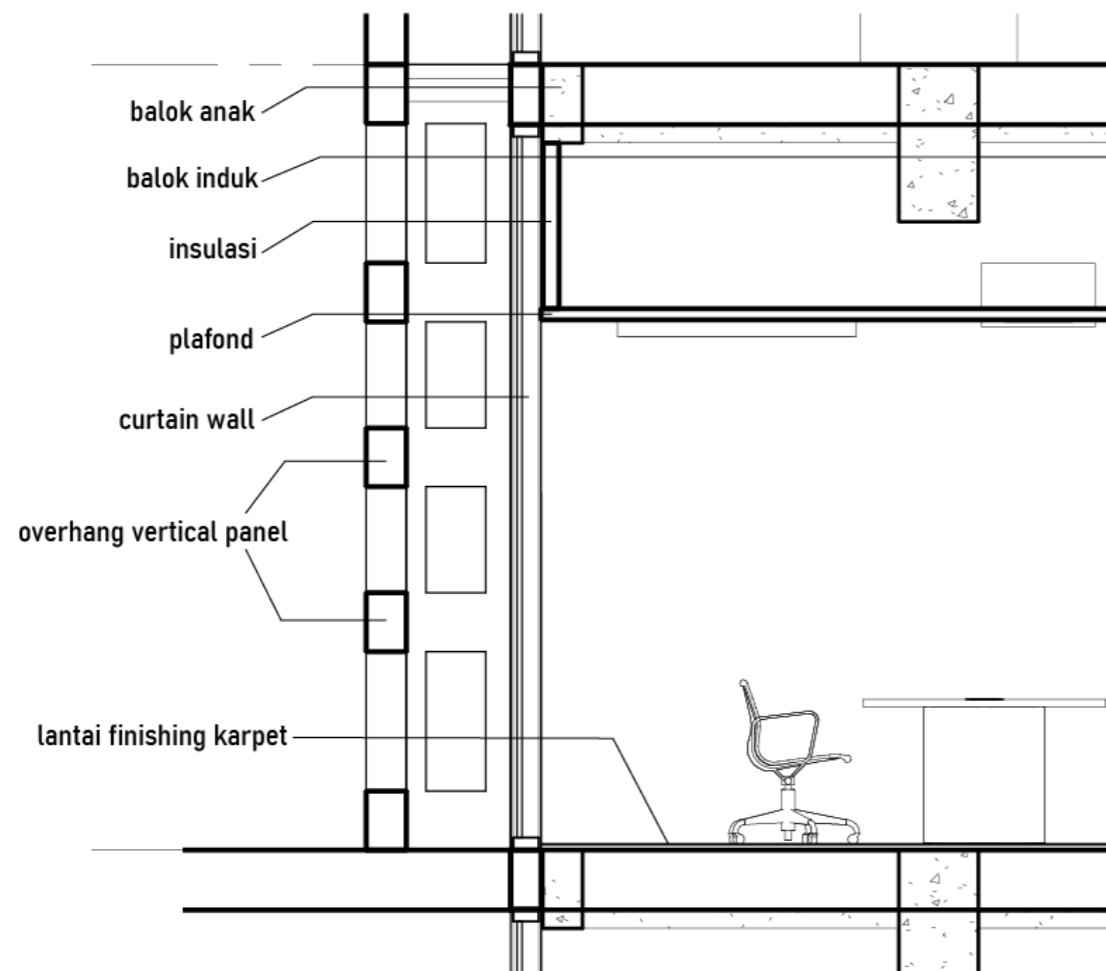 balok anak
balok induk
insulasi
plafond
curtain wall
overhang vertical panel
lantai finishing karpet